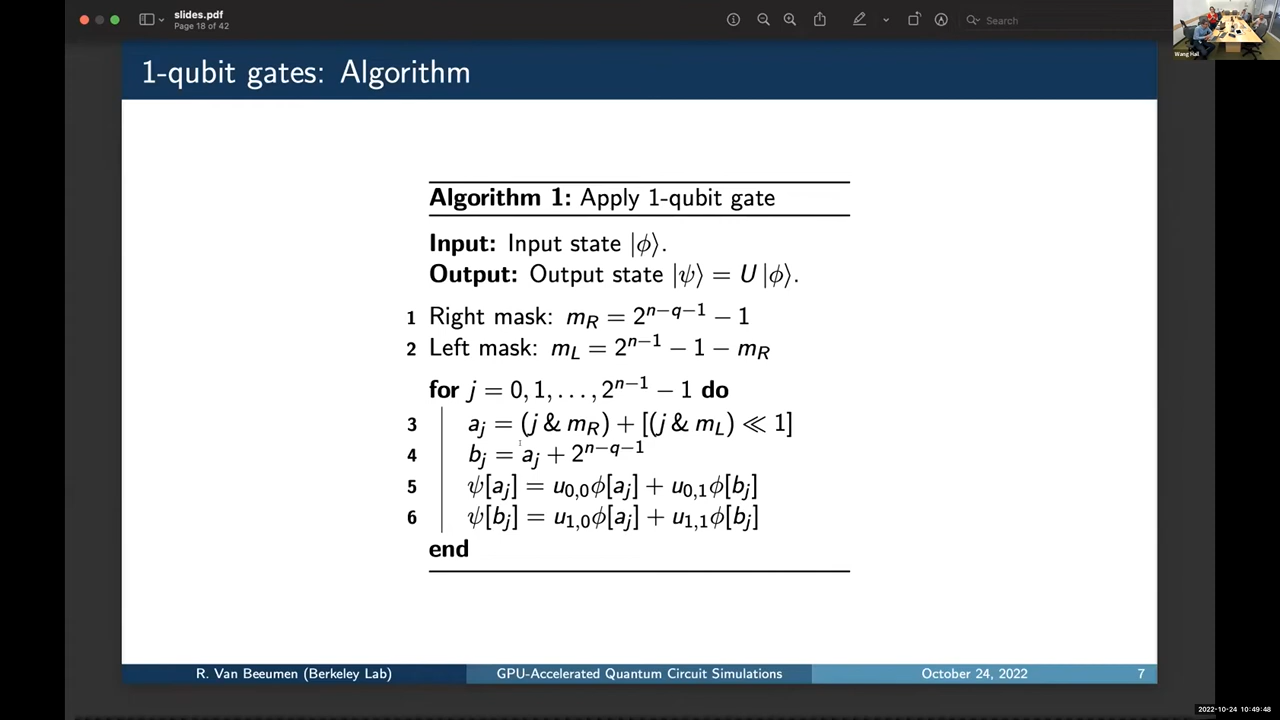 slides.pdf
Page 18 of 42
Search
Wang Hall
1-qubit gates: Algorithm
Algorithm 1: Apply 1-qubit gate
Input: Input state |ϕ⟩.
Output: Output state |ψ⟩ = U |ϕ⟩.
1 Right mask: m_R = 2^{n−q−1} − 1
2 Left mask: m_L = 2^{n−1} − 1 − m_R
for j = 0, 1, . . . , 2^{n−1} − 1 do
3 a_j = (j & m_R) + [(j & m_L) ≪ 1]
4 b_j = a_j + 2^{n−q−1}
5 ψ[a_j] = u_{0,0}ϕ[a_j] + u_{0,1}ϕ[b_j]
6 ψ[b_j] = u_{1,0}ϕ[a_j] + u_{1,1}ϕ[b_j]
end
R. Van Beeumen (Berkeley Lab) GPU-Accelerated Quantum Circuit Simulations October 24, 2022 7
2022-10-24 10:49:48